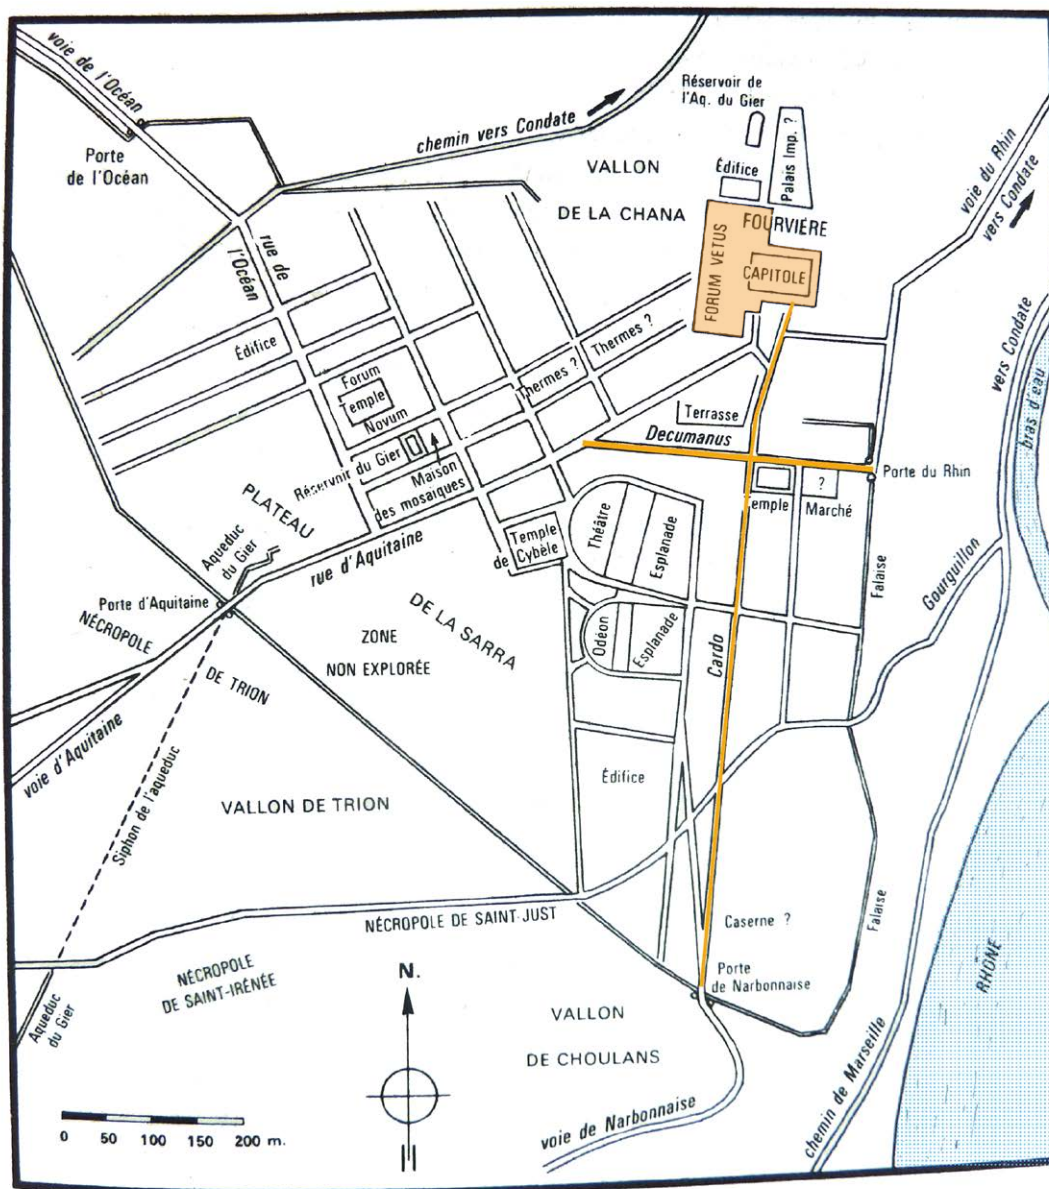 voie de l'Océan
Porte
de l'Océan
chemin vers Condate
Réservoir de
l'Aq. du Gier
Palais Imp. ?
Édifice
VALLON
DE LA CHANA
FOURVIÈRE
FORUM VETUS
CAPITOLE
voie du Rhin
vers Condate
rue de
l'Océan
Édifice
Forum
Temple
Novum
Thermes ?
Thermes ?
vers Condate
bras d'eau
Terrasse
Decumanus
Réservoir du Gier
Maison
des mosaiques
Porte du Rhin
Temple
?
Marché
PLATEAU
Aqueduc
du Gier
rue d'Aquitaine
Temple
de Cybèle
Théâtre
Esplanade
Falaise
Gourguillon
Porte d'Aquitaine
NÉCROPOLE
DE TRION
ZONE
NON EXPLORÉE
DE LA SARRA
Odéon
Esplanade
Cardo
voie d'Aquitaine
Siphon de l'aqueduc
VALLON DE TRION
Édifice
NÉCROPOLE DE SAINT-JUST
Caserne ?
Falaise
RHÔNE
NÉCROPOLE
DE SAINT-IRÉNÉE
Aqueduc
du Gier
N.
Porte
de Narbonnaise
VALLON
DE CHOULANS
voie de Narbonnaise
chemin de Marseille
0 50 100 150 200 m.